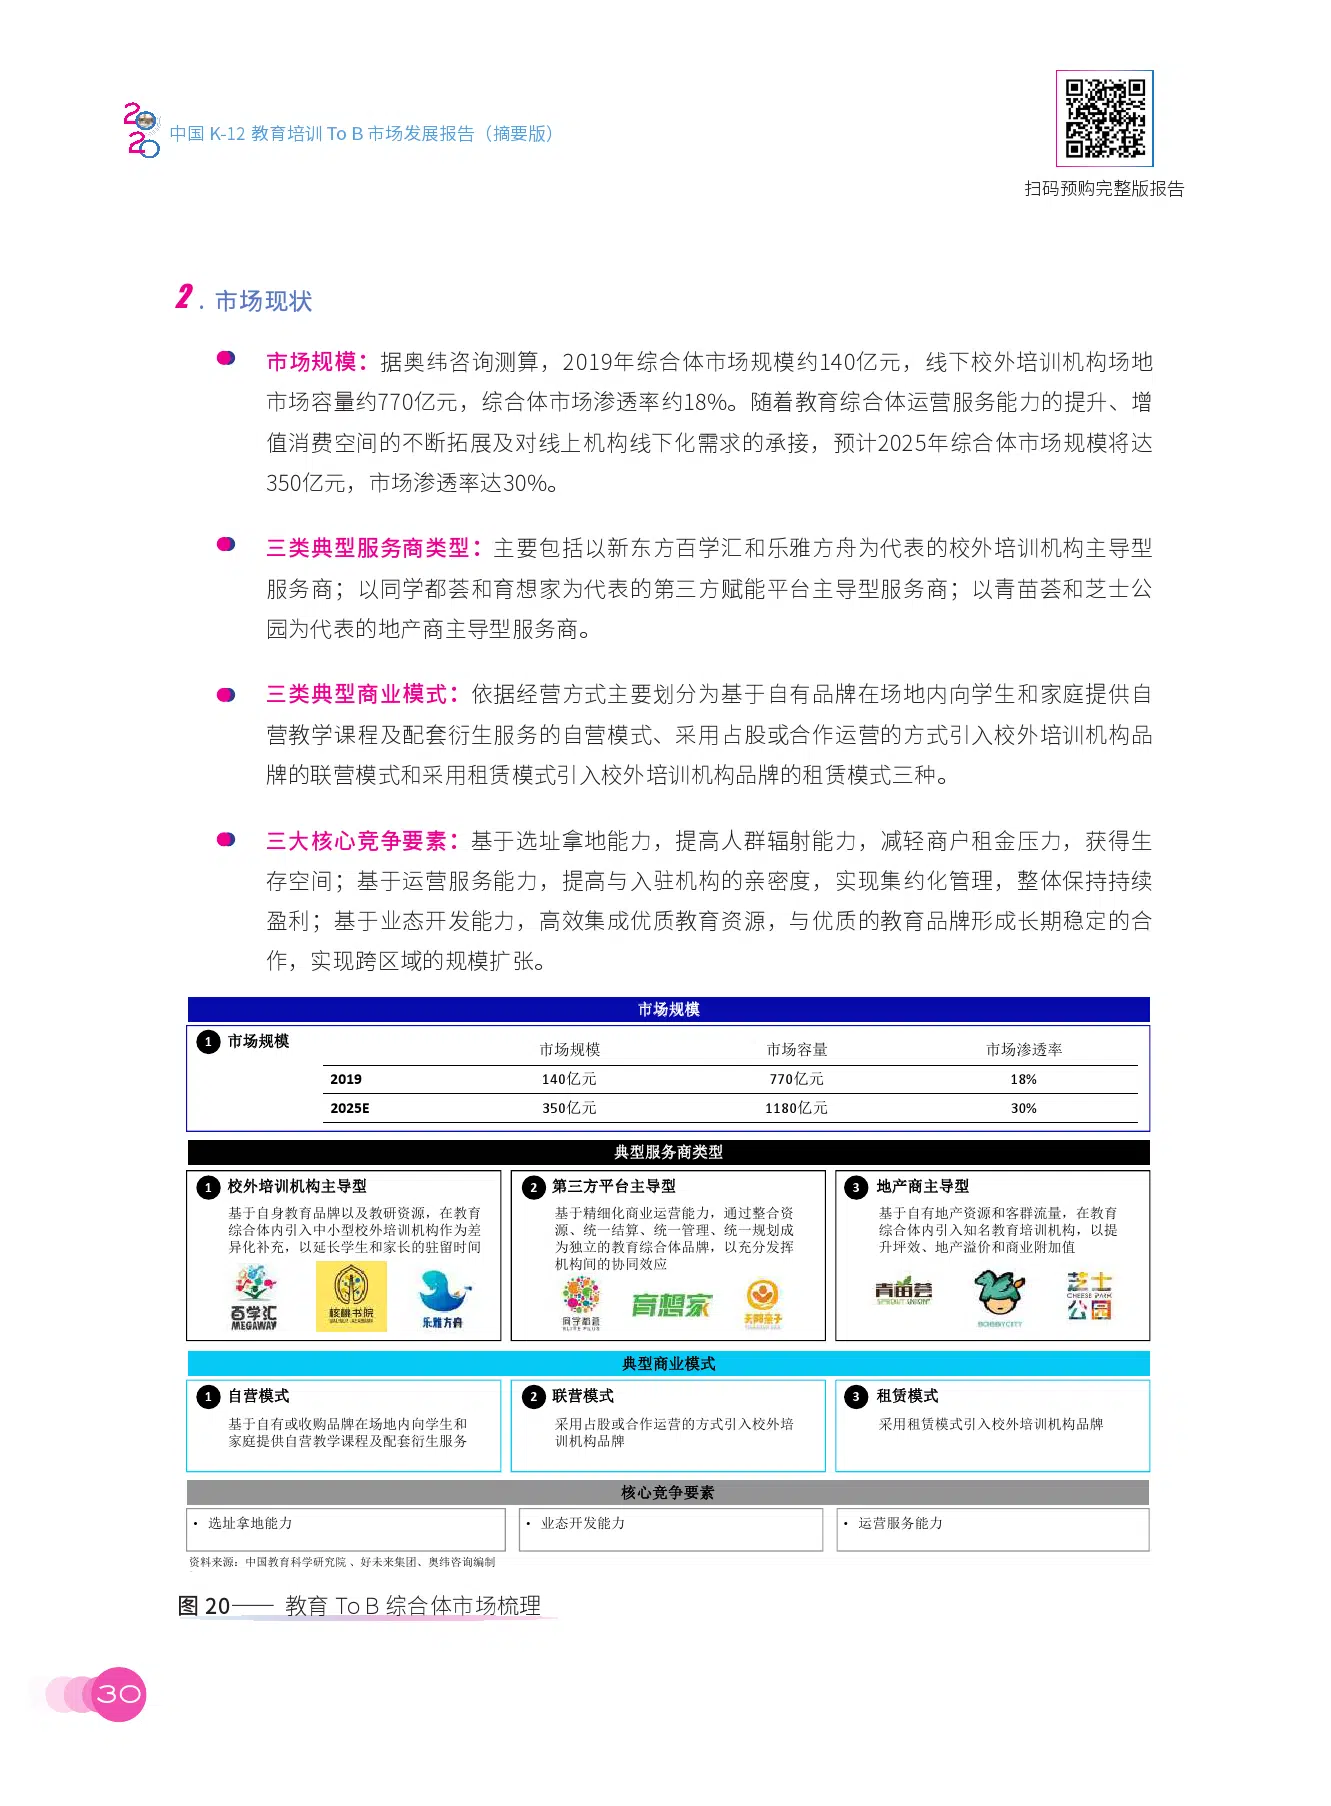 2020
中国 K-12 教育培训 To B 市场发展报告（摘要版）
扫码预购完整版报告
2 . 市场现状
市场规模：据奥纬咨询测算，2019年综合体市场规模约140亿元，线下校外培训机构场地
市场容量约770亿元，综合体市场渗透率约18%。随着教育综合体运营服务能力的提升、增
值消费空间的不断拓展及对线上机构线下化需求的承接，预计2025年综合体市场规模将达
350亿元，市场渗透率达30%。
三类典型服务商类型：主要包括以新东方百学汇和乐雅方舟为代表的校外培训机构主导型
服务商；以同学都荟和育想家为代表的第三方赋能平台主导型服务商；以青苗荟和芝士公
园为代表的地产商主导型服务商。
三类典型商业模式：依据经营方式主要划分为基于自有品牌在场地内向学生和家庭提供自
营教学课程及配套衍生服务的自营模式、采用占股或合作运营的方式引入校外培训机构品
牌的联营模式和采用租赁模式引入校外培训机构品牌的租赁模式三种。
三大核心竞争要素：基于选址拿地能力，提高人群辐射能力，减轻商户租金压力，获得生
存空间；基于运营服务能力，提高与入驻机构的亲密度，实现集约化管理，整体保持持续
盈利；基于业态开发能力，高效集成优质教育资源，与优质的教育品牌形成长期稳定的合
作，实现跨区域的规模扩张。
市场规模
1 市场规模
市场规模 市场容量 市场渗透率
2019 140亿元 770亿元 18%
2025E 350亿元 1180亿元 30%
典型服务商类型
1 校外培训机构主导型
基于自身教育品牌以及教研资源，在教育
综合体内引入中小型校外培训机构作为差
异化补充，以延长学生和家长的驻留时间
百学汇
MEGAWAY
核桃书院
乐雅方舟
2 第三方平台主导型
基于精细化商业运营能力，通过整合资
源、统一结算、统一管理、统一规划成
为独立的教育综合体品牌，以充分发挥
机构间的协同效应
同学都荟
ELITE PLUS
育想家
3 地产商主导型
基于自有地产资源和客群流量，在教育
综合体内引入知名教育培训机构，以提
升坪效、地产溢价和商业附加值
青苗荟
SPROUT UNION
BOBBYCITY
芝士
CHEESE PARK
公园
典型商业模式
1 自营模式
基于自有或收购品牌在场地内向学生和
家庭提供自营教学课程及配套衍生服务
2 联营模式
采用占股或合作运营的方式引入校外培
训机构品牌
3 租赁模式
采用租赁模式引入校外培训机构品牌
核心竞争要素
• 选址拿地能力
• 业态开发能力
• 运营服务能力
资料来源：中国教育科学研究院 、好未来集团、奥纬咨询编制
图 20—— 教育 To B 综合体市场梳理
30